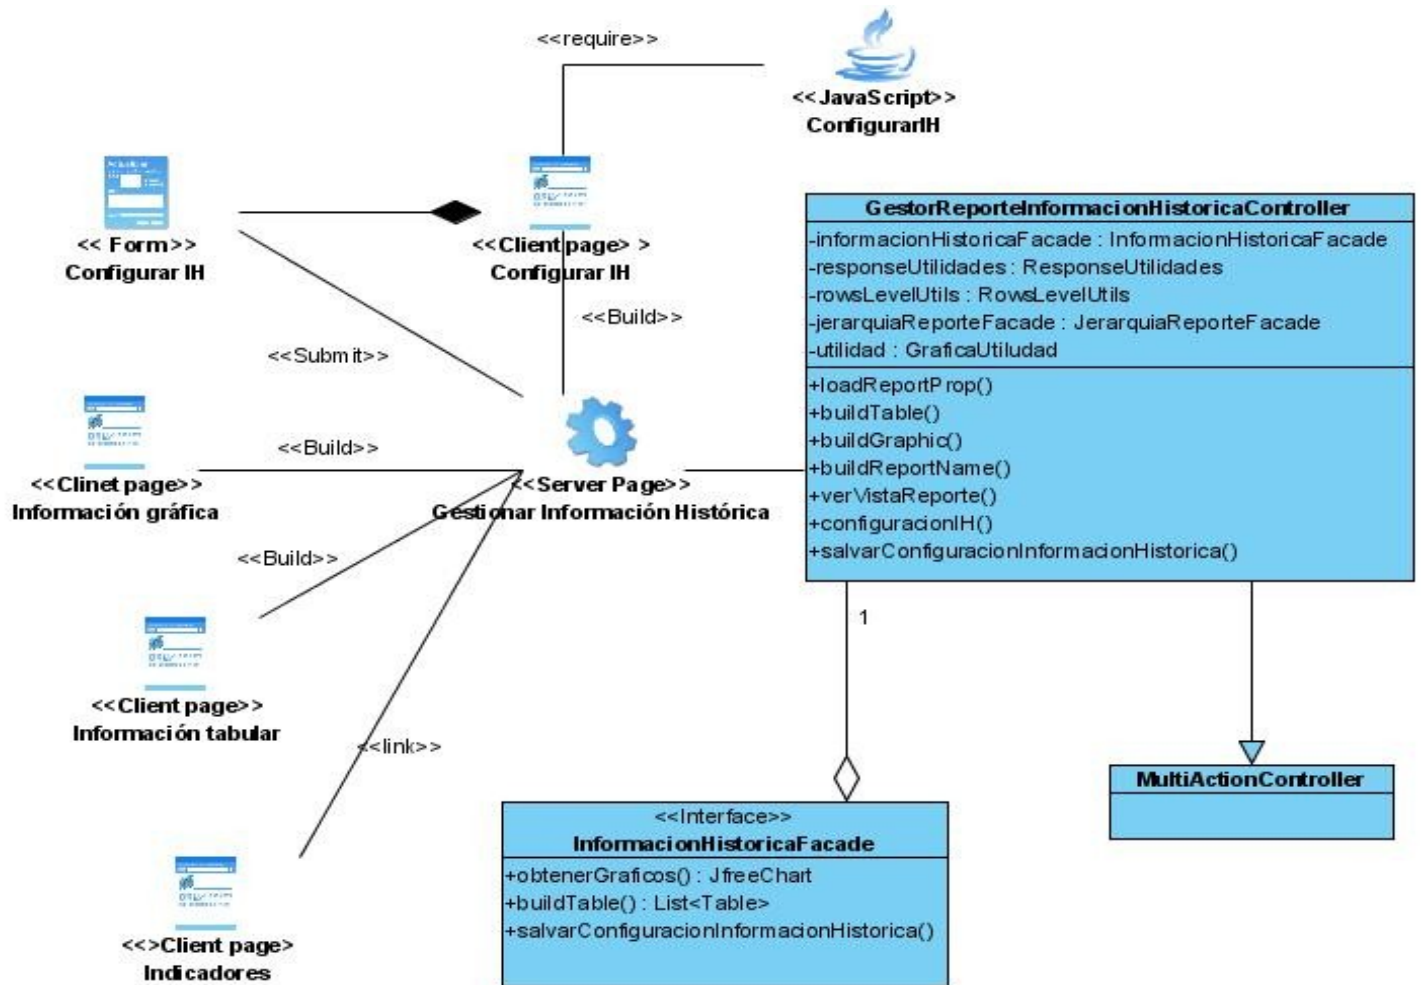 <<require>>
<<JavaScript>>
ConfigurarIH
<< Form>>
Configurar IH
<<Client page> >
Configurar IH
<<Build>>
<<Submit>>
GestorReporteInformacionHistoricaController
-informacionHistoricaFacade : InformacionHistoricaFacade
-responseUtilidades : ResponseUtilidades
-rowsLevelUtils : RowsLevelUtils
-jerarquiaReporteFacade : JerarquiaReporteFacade
-utilidad : GraficaUtiludad
+loadReportProp()
+buildTable()
+buildGraphic()
+buildReportName()
+verVistaReporte()
+configuracionIH()
+salvarConfiguracionInformacionHistorica()
<<Clinet page>>
Información gráfica
<<Build>>
<<Server Page>>
Gestionar Información Histórica
<<Build>>
<<Client page>>
Información tabular
<<link>>
1
MultiActionController
<<Interface>>
InformacionHistoricaFacade
+obtenerGraficos() : JfreeChart
+buildTable() : List<Table>
+salvarConfiguracionInformacionHistorica()
<<>Client page>
Indicadores